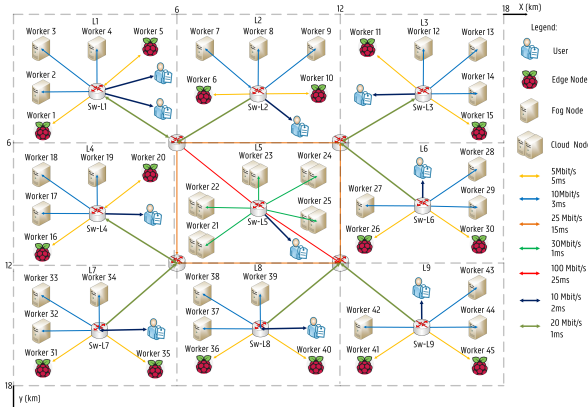 6
12
18
X (km)
L1
L2
L3
Legend:
Worker 3
Worker 4
Worker 5
Worker 7
Worker 8
Worker 9
Worker 11
Worker 12
Worker 13
User
Worker 2
Worker 6
Worker 10
Worker 14
Edge Node
Worker 1
Sw-L1
Sw-L2
Sw-L3
Worker 15
Fog Node
6
L4
L5
L6
Cloud Node
Worker 18
Worker 19
Worker 20
Worker 23
Worker 24
Worker 28
5Mbit/s
5ms
Worker 17
Worker 22
Worker 25
Worker 27
Worker 29
10Mbit/s
3ms
Sw-L4
Sw-L5
Sw-L6
25 Mbit/s
15ms
Worker 16
Worker 21
Worker 26
Worker 30
30Mbit/s
1ms
12
L7
L8
L9
100 Mbit/s
25ms
Worker 33
Worker 34
Worker 38
Worker 39
Worker 43
10 Mbit/s
2ms
Worker 32
Worker 37
Worker 42
Worker 44
20 Mbit/s
1ms
Sw-L7
Sw-L8
Sw-L9
Worker 31
Worker 35
Worker 36
Worker 40
Worker 41
Worker 45
18
y (km)